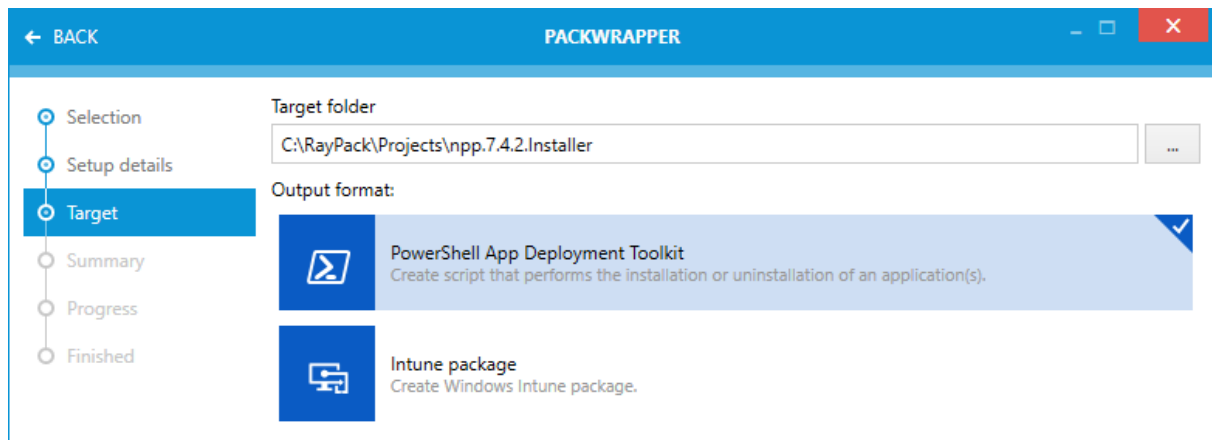 BACK
PACKWRAPPER
Selection
Setup details
Target
Summary
Progress
Finished
Target folder
C:\RayPack\Projects\npp.7.4.2.Installer
...
Output format:
PowerShell App Deployment Toolkit
Create script that performs the installation or uninstallation of an application(s).
Intune package
Create Windows Intune package.